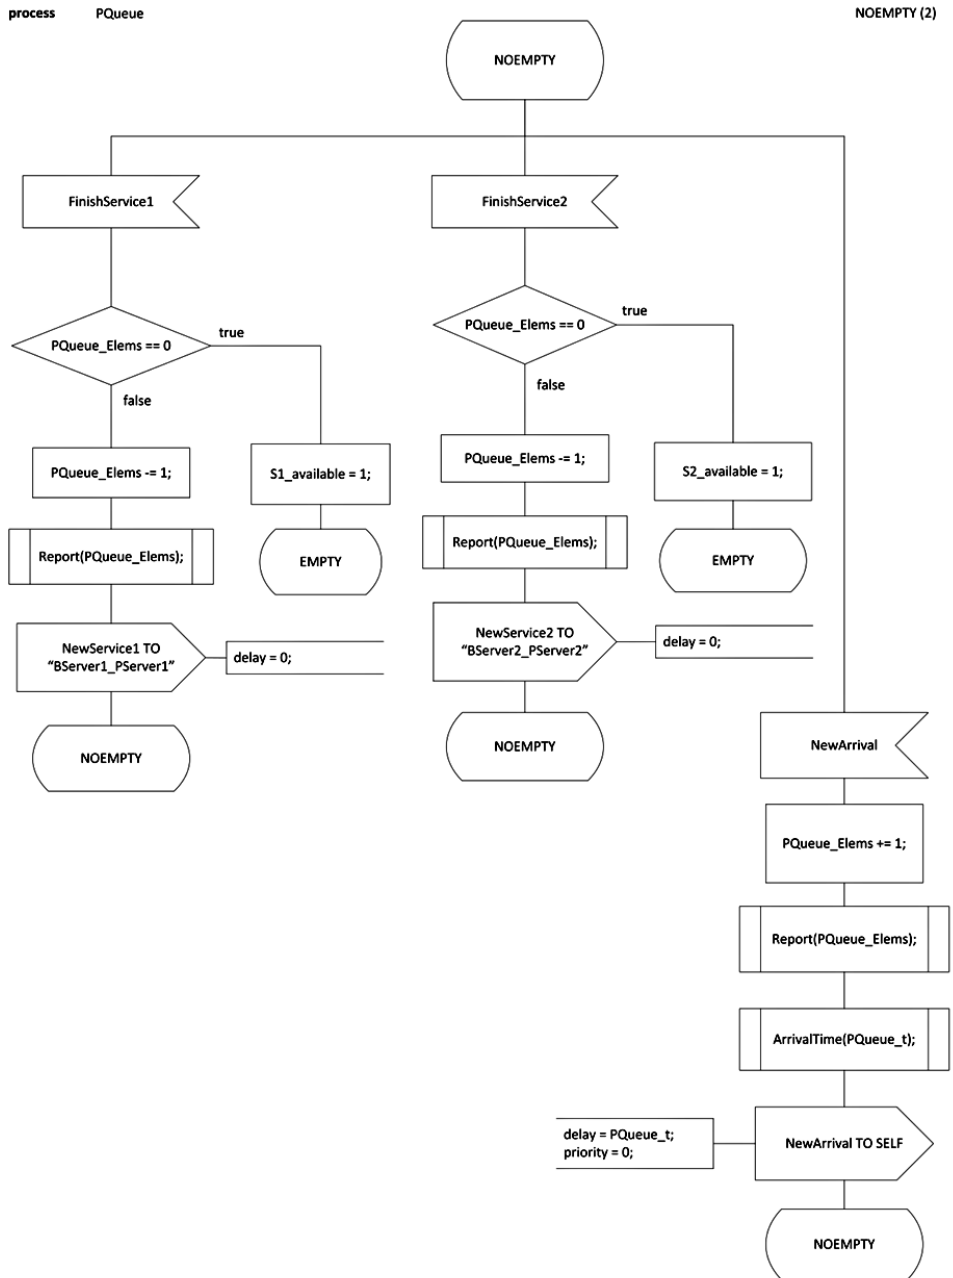 process PQueue NOEMPTY (2)
NOEMPTY
FinishService1
PQueue_Elems == 0
true
false
PQueue_Elems -= 1;
S1_available = 1;
Report(PQueue_Elems);
EMPTY
NewService1 TO
“BServer1_PServer1”
delay = 0;
NOEMPTY
FinishService2
PQueue_Elems == 0
true
false
PQueue_Elems -= 1;
S2_available = 1;
Report(PQueue_Elems);
EMPTY
NewService2 TO
“BServer2_PServer2”
delay = 0;
NOEMPTY
NewArrival
PQueue_Elems += 1;
Report(PQueue_Elems);
ArrivalTime(PQueue_t);
delay = PQueue_t;
priority = 0;
NewArrival TO SELF
NOEMPTY